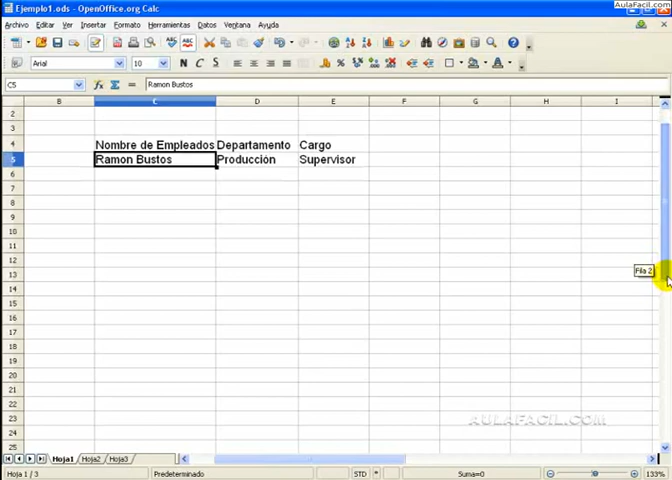 Ejemplo1.ods - OpenOffice.org Calc
AulaFacil.com
Archivo Editar Ver Insertar Formato Herramientas Datos Ventana Ayuda
Arial 10 N C S
C5 Ramon Bustos
B C D E F G H I
2
3
4 Nombre de Empleados Departamento Cargo
5 Ramon Bustos Producción Supervisor
6
7
8
9
10
11
12
13 Fila 2
14
15
16
17
18
19
20
21
22
23 AULAFACIL.COM
24
25
Hoja1 Hoja2 Hoja3
Hoja 1 / 3 Predeterminado STD * Suma=0 133%